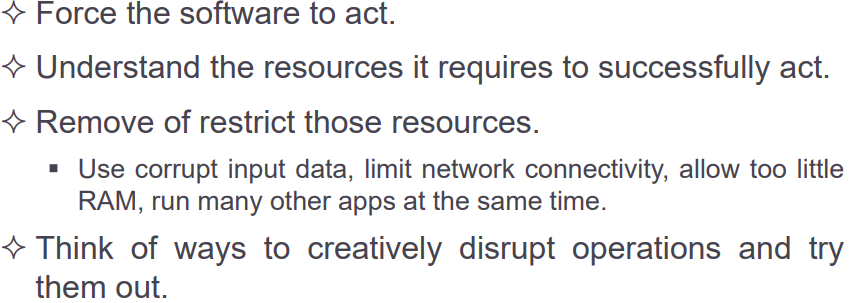 ✧ Force the software to act.
✧ Understand the resources it requires to successfully act.
✧ Remove of restrict those resources.
▪ Use corrupt input data, limit network connectivity, allow too little
RAM, run many other apps at the same time.
✧ Think of ways to creatively disrupt operations and try
them out.